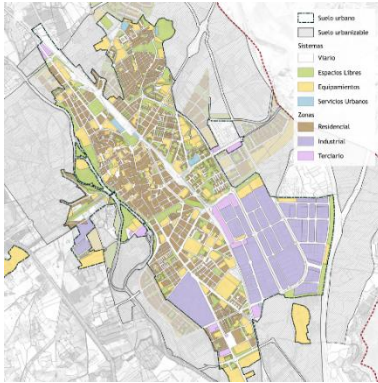 Suelo urbano
Suelo urbanizable
Sistemas
Viario
Espacios Libres
Equipamientos
Servicios Urbanos
Zonas
Residencial
Industrial
Terciario